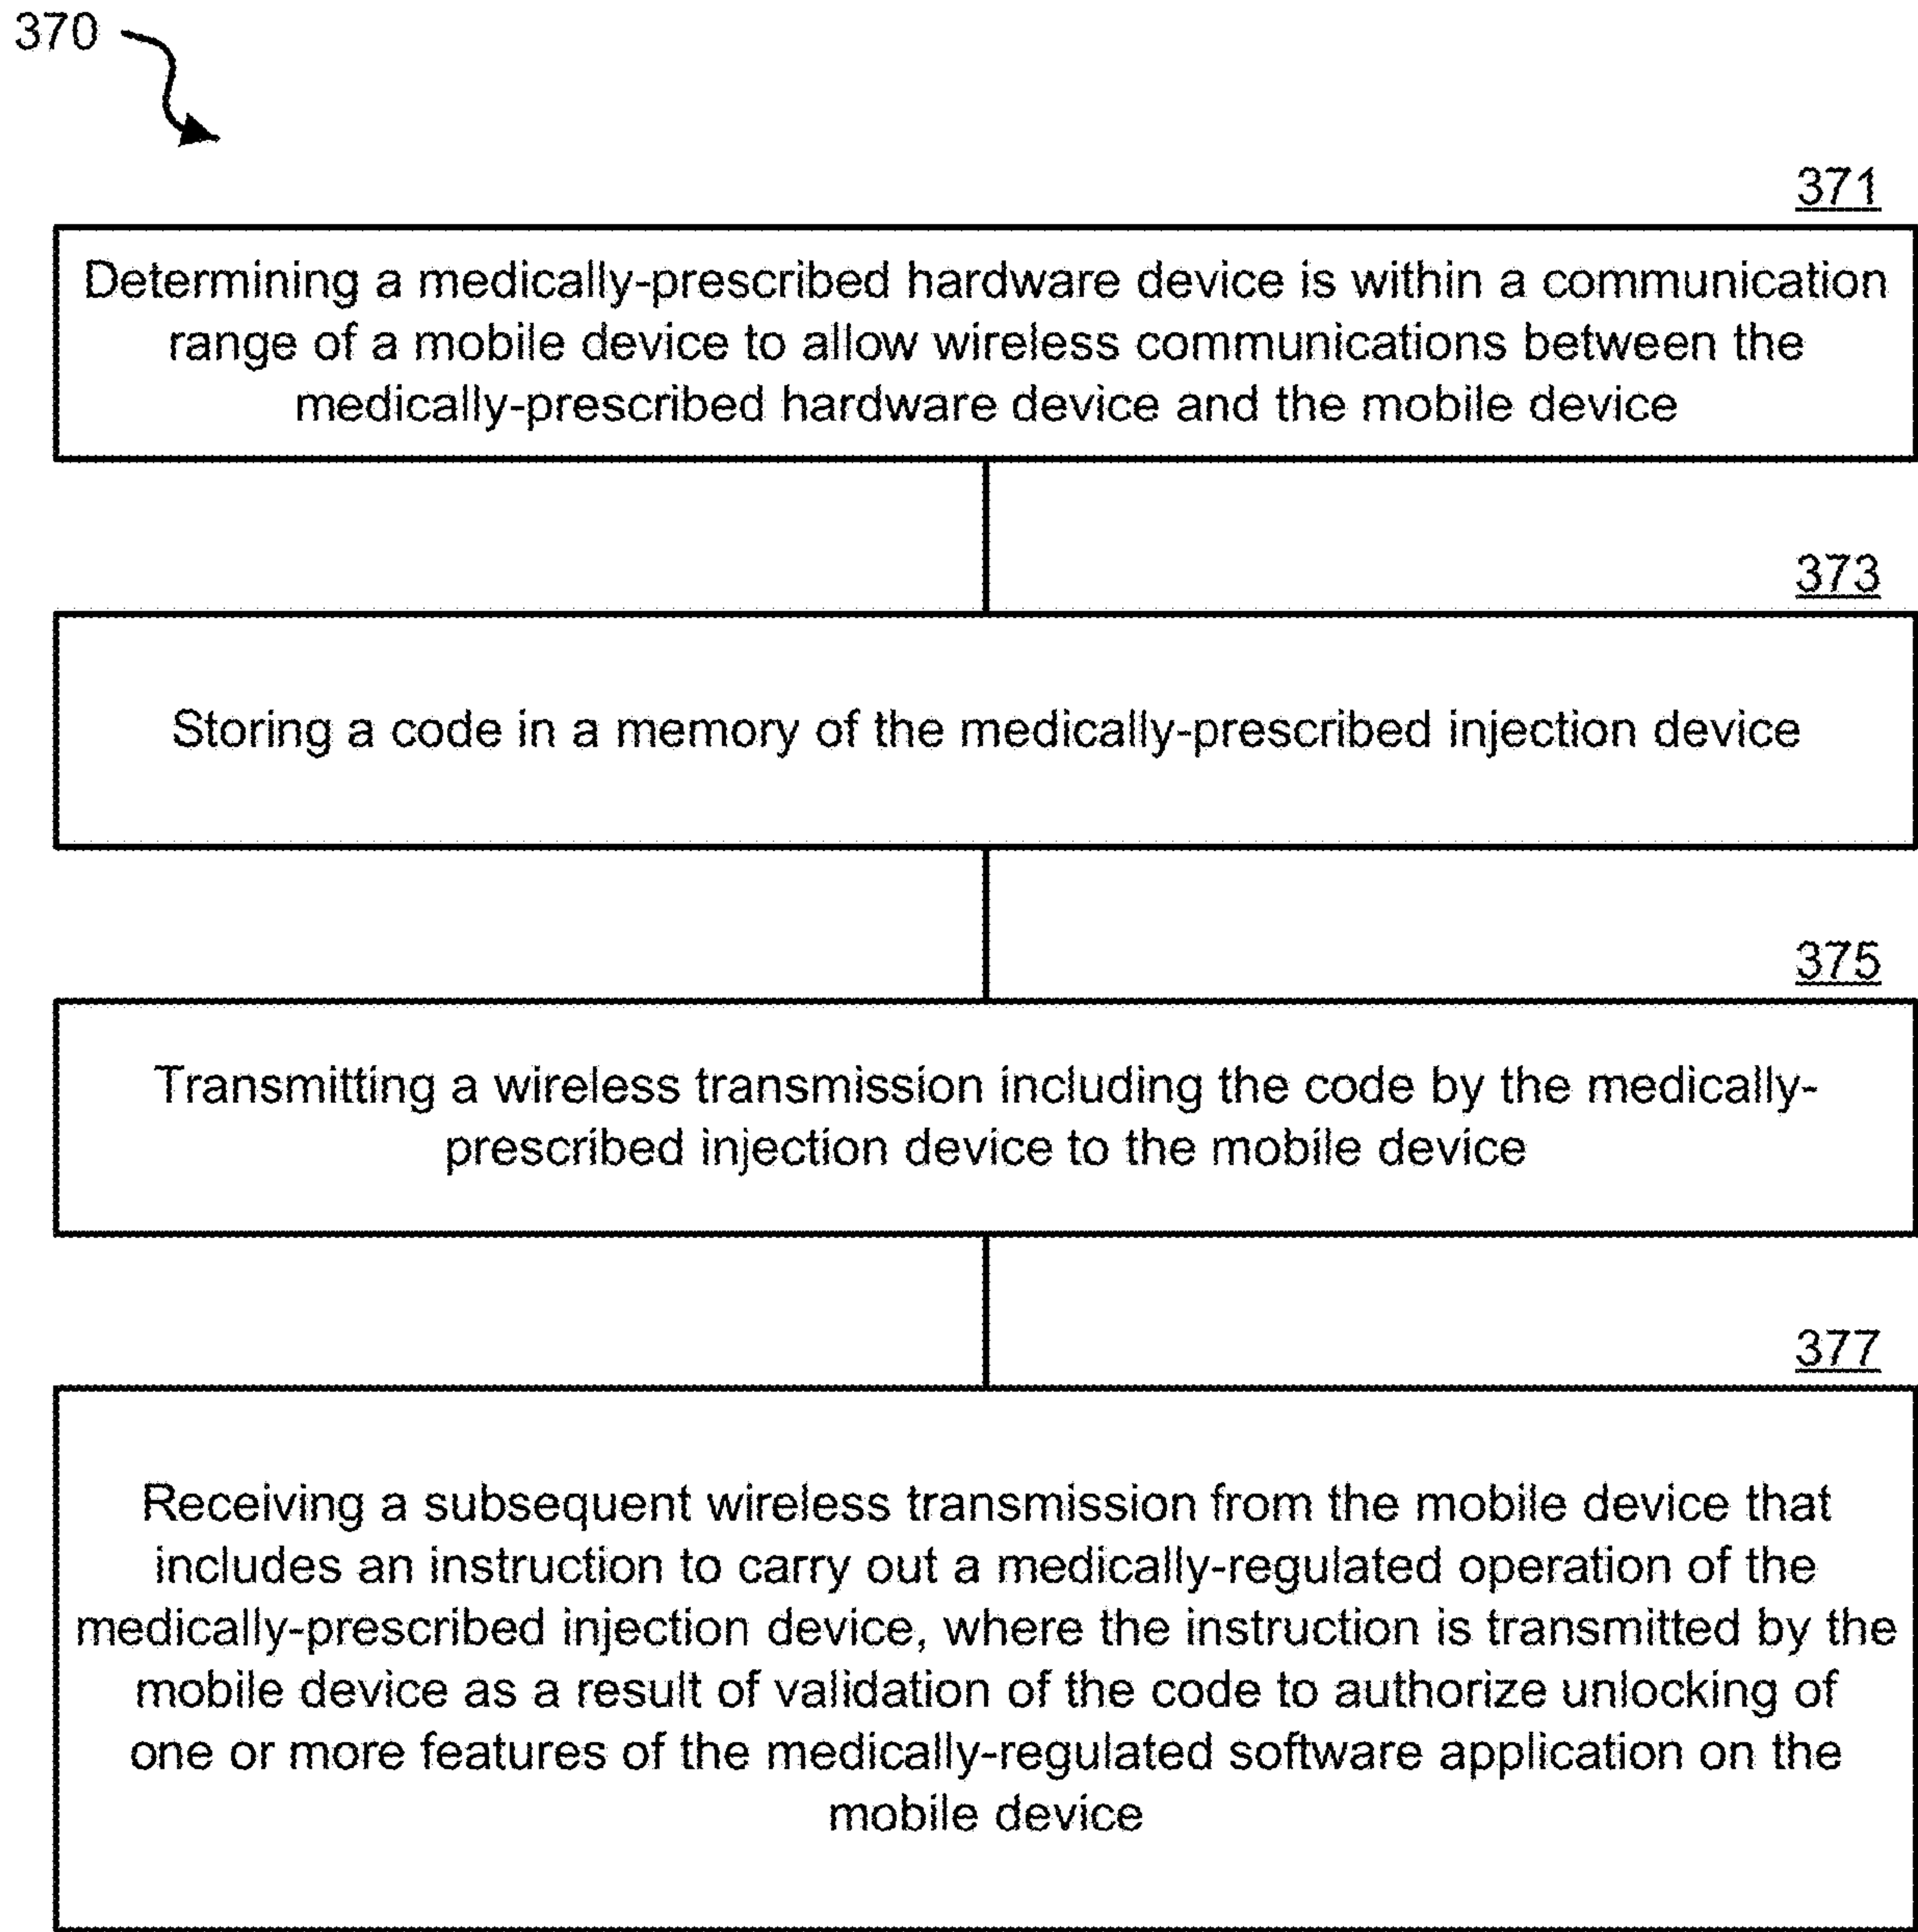 370
371
Determining a medically-prescribed hardware device is within a communication
range of a mobile device to allow wireless communications between the
medically-prescribed hardware device and the mobile device
373
Storing a code in a memory of the medically-prescribed injection device
375
Transmitting a wireless transmission including the code by the medically-
prescribed injection device to the mobile device
377
Receiving a subsequent wireless transmission from the mobile device that
includes an instruction to carry out a medically-regulated operation of the
medically-prescribed injection device, where the instruction is transmitted by the
mobile device as a result of validation of the code to authorize unlocking of
one or more features of the medically-regulated software application on the
mobile device